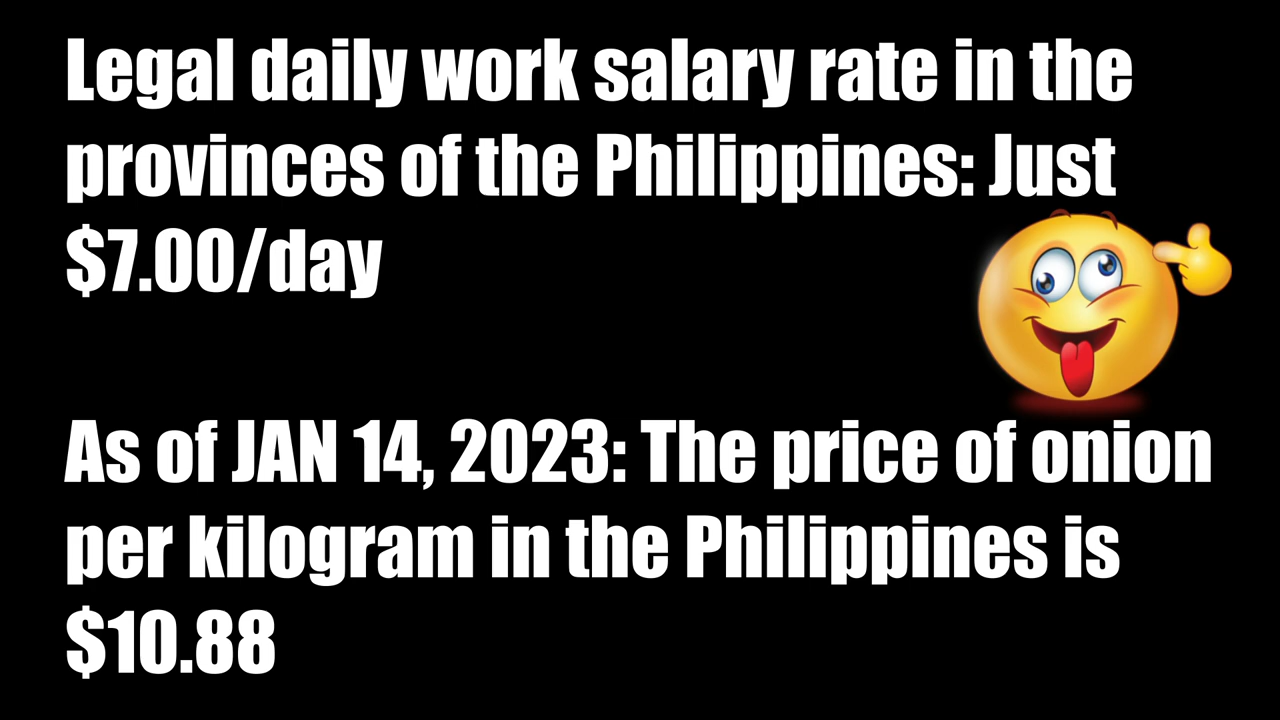 Legal daily work salary rate in the
provinces of the Philippines: Just
$7.00/day
As of JAN 14, 2023: The price of onion
per kilogram in the Philippines is
$10.88